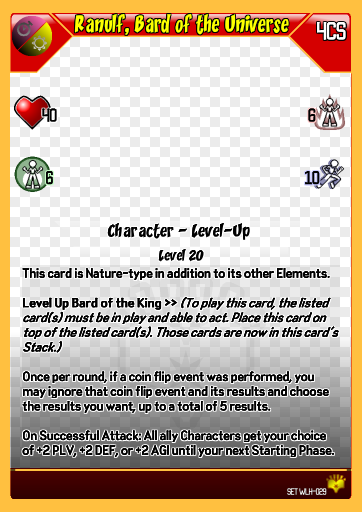 Ranulf, Bard of the Universe
4CS
40
6
6
10
Character - Level-Up
Level 20
This card is Nature-type in addition to its other Elements.
Level Up Bard of the King >> (To play this card, the listed
card(s) must be in play and able to act. Place this card on
top of the listed card(s). Those cards are now in this card's
Stack.)
Once per round, if a coin flip event was performed, you
may ignore that coin flip event and its results and choose
the results you want, up to a total of 5 results.
On Successful Attack: All ally Characters get your choice
of +2 PLV, +2 DEF, or +2 AGI until your next Starting Phase.
SET WLH-029